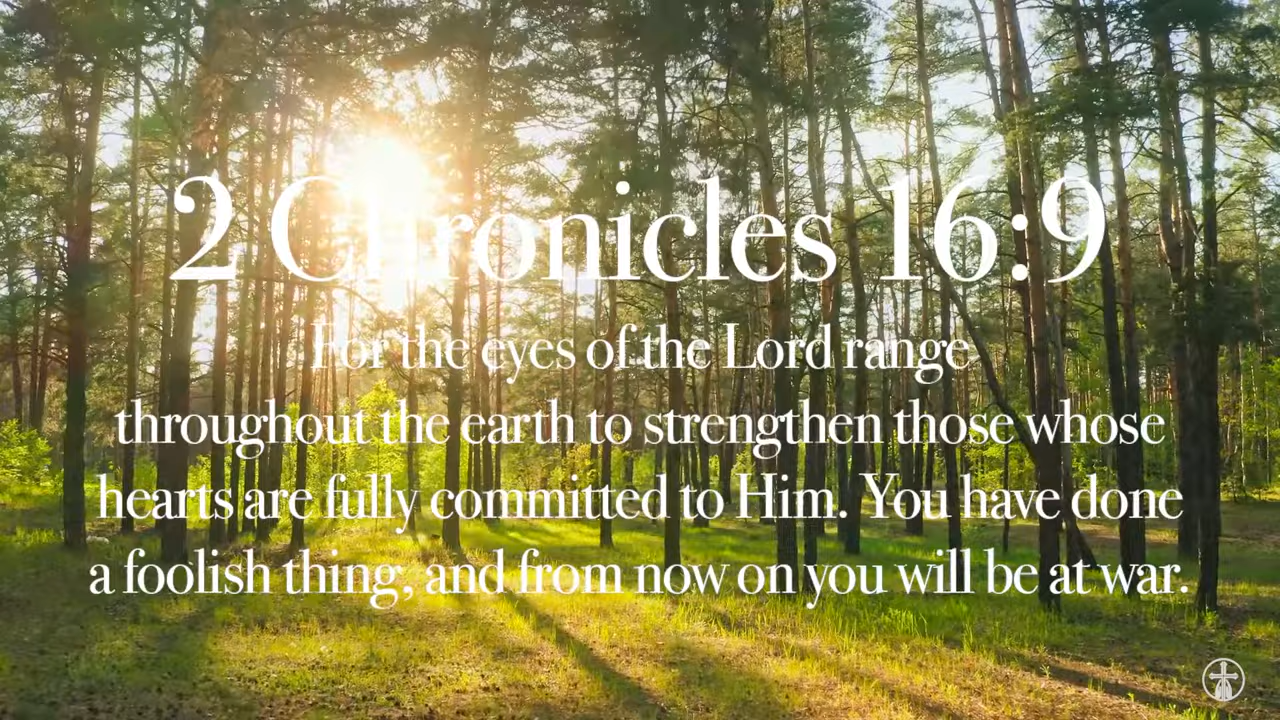 2 Chronicles 16:9
For the eyes of the Lord range
throughout the earth to strengthen those whose
hearts are fully committed to Him. You have done
a foolish thing, and from now on you will be at war.